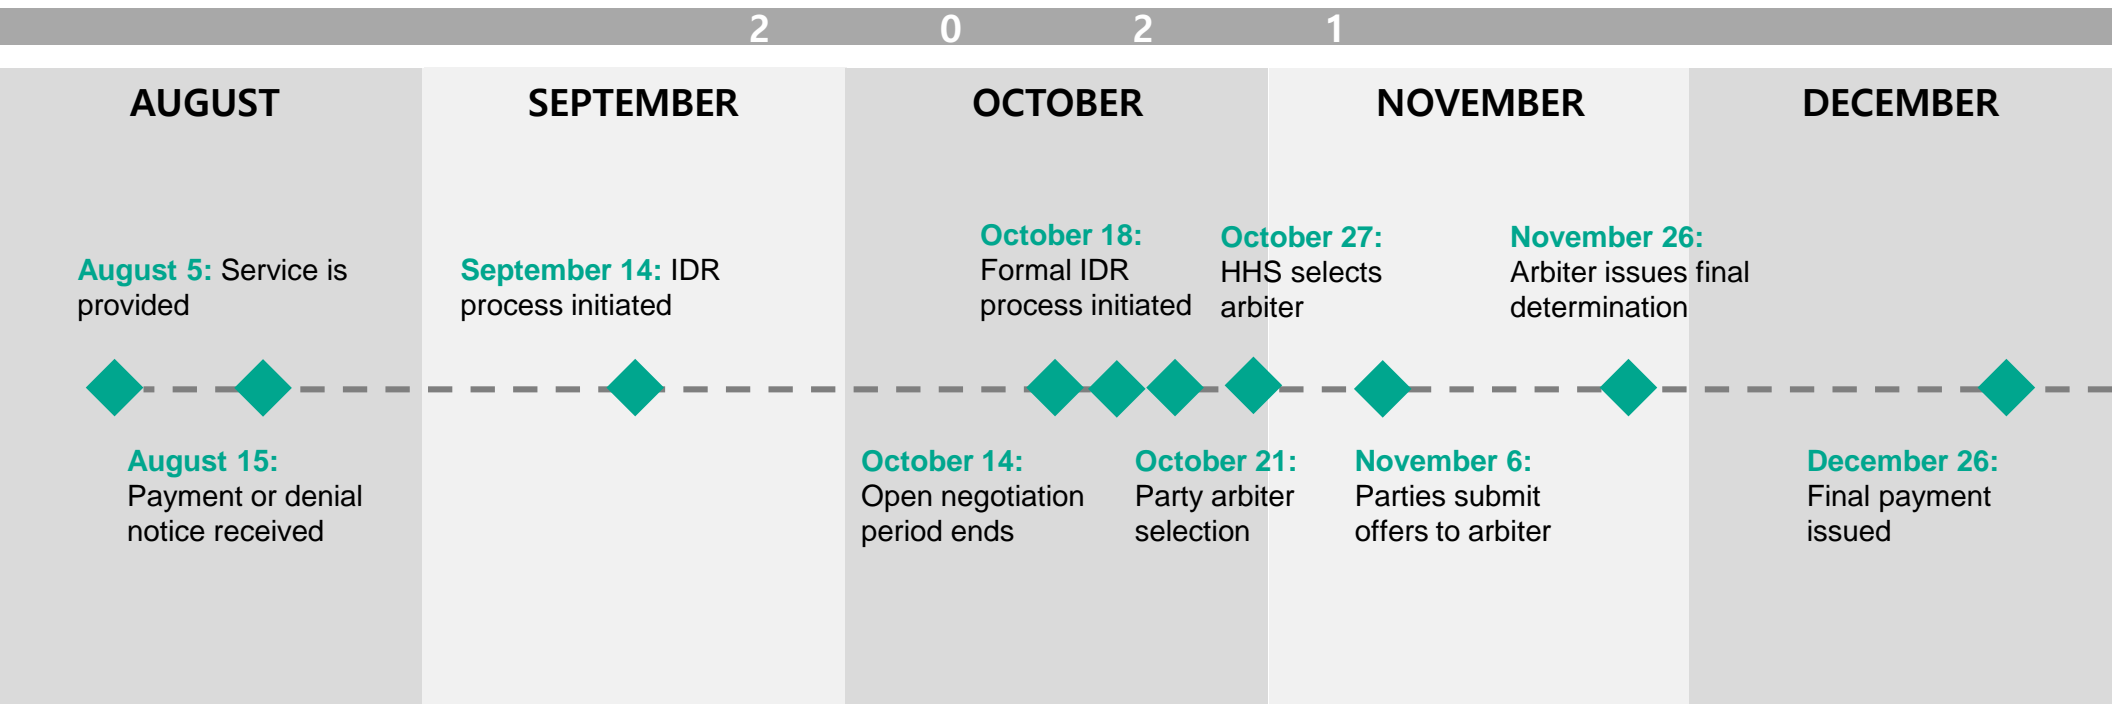 2 0 2 1
AUGUST
SEPTEMBER
OCTOBER
NOVEMBER
DECEMBER
August 5: Service is
provided
September 14: IDR
process initiated
October 18:
Formal IDR
process initiated
October 27:
HHS selects
arbiter
November 26:
Arbiter issues final
determination
August 15:
Payment or denial
notice received
October 14:
Open negotiation
period ends
October 21:
Party arbiter
selection
November 6:
Parties submit
offers to arbiter
December 26:
Final payment
issued